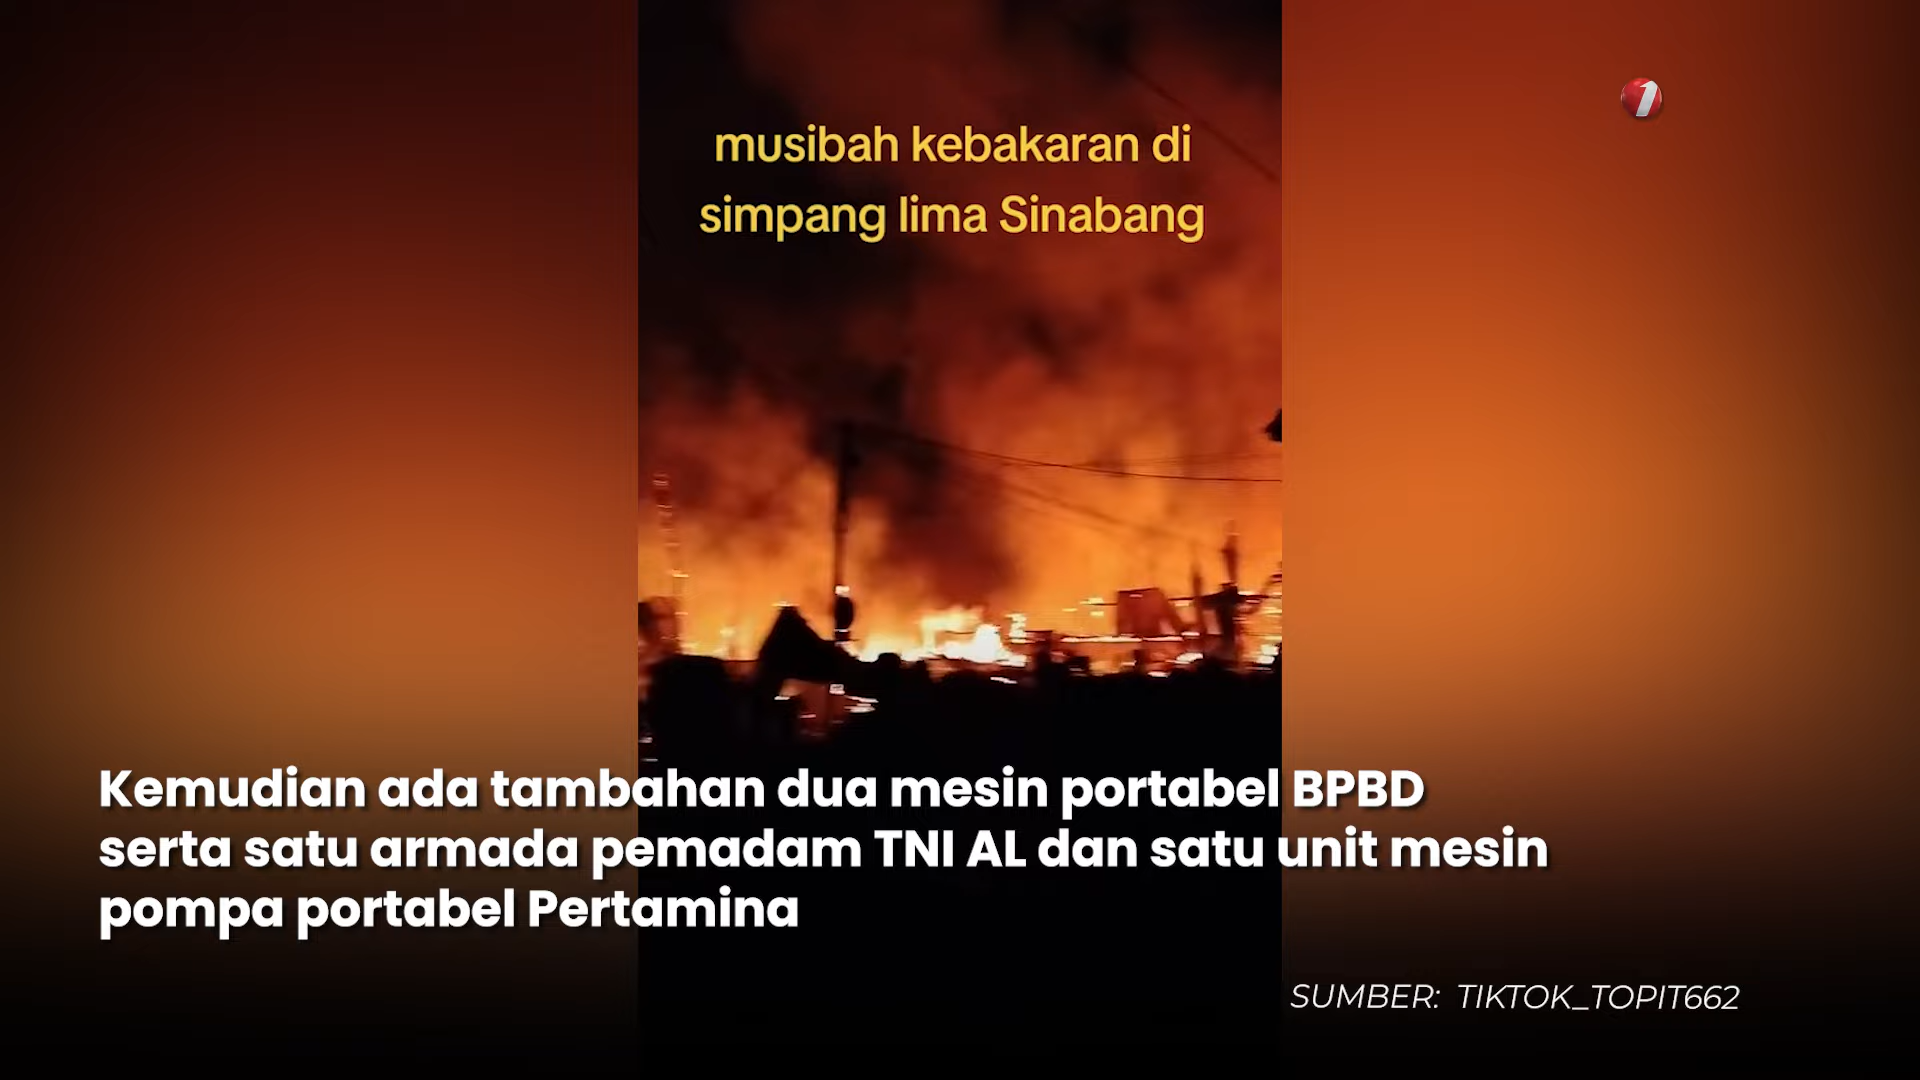 1
musibah kebakaran di
simpang lima Sinabang
Kemudian ada tambahan dua mesin portabel BPBD
serta satu armada pemadam TNI AL dan satu unit mesin
pompa portabel Pertamina
SUMBER: TIKTOK_TOPIT662